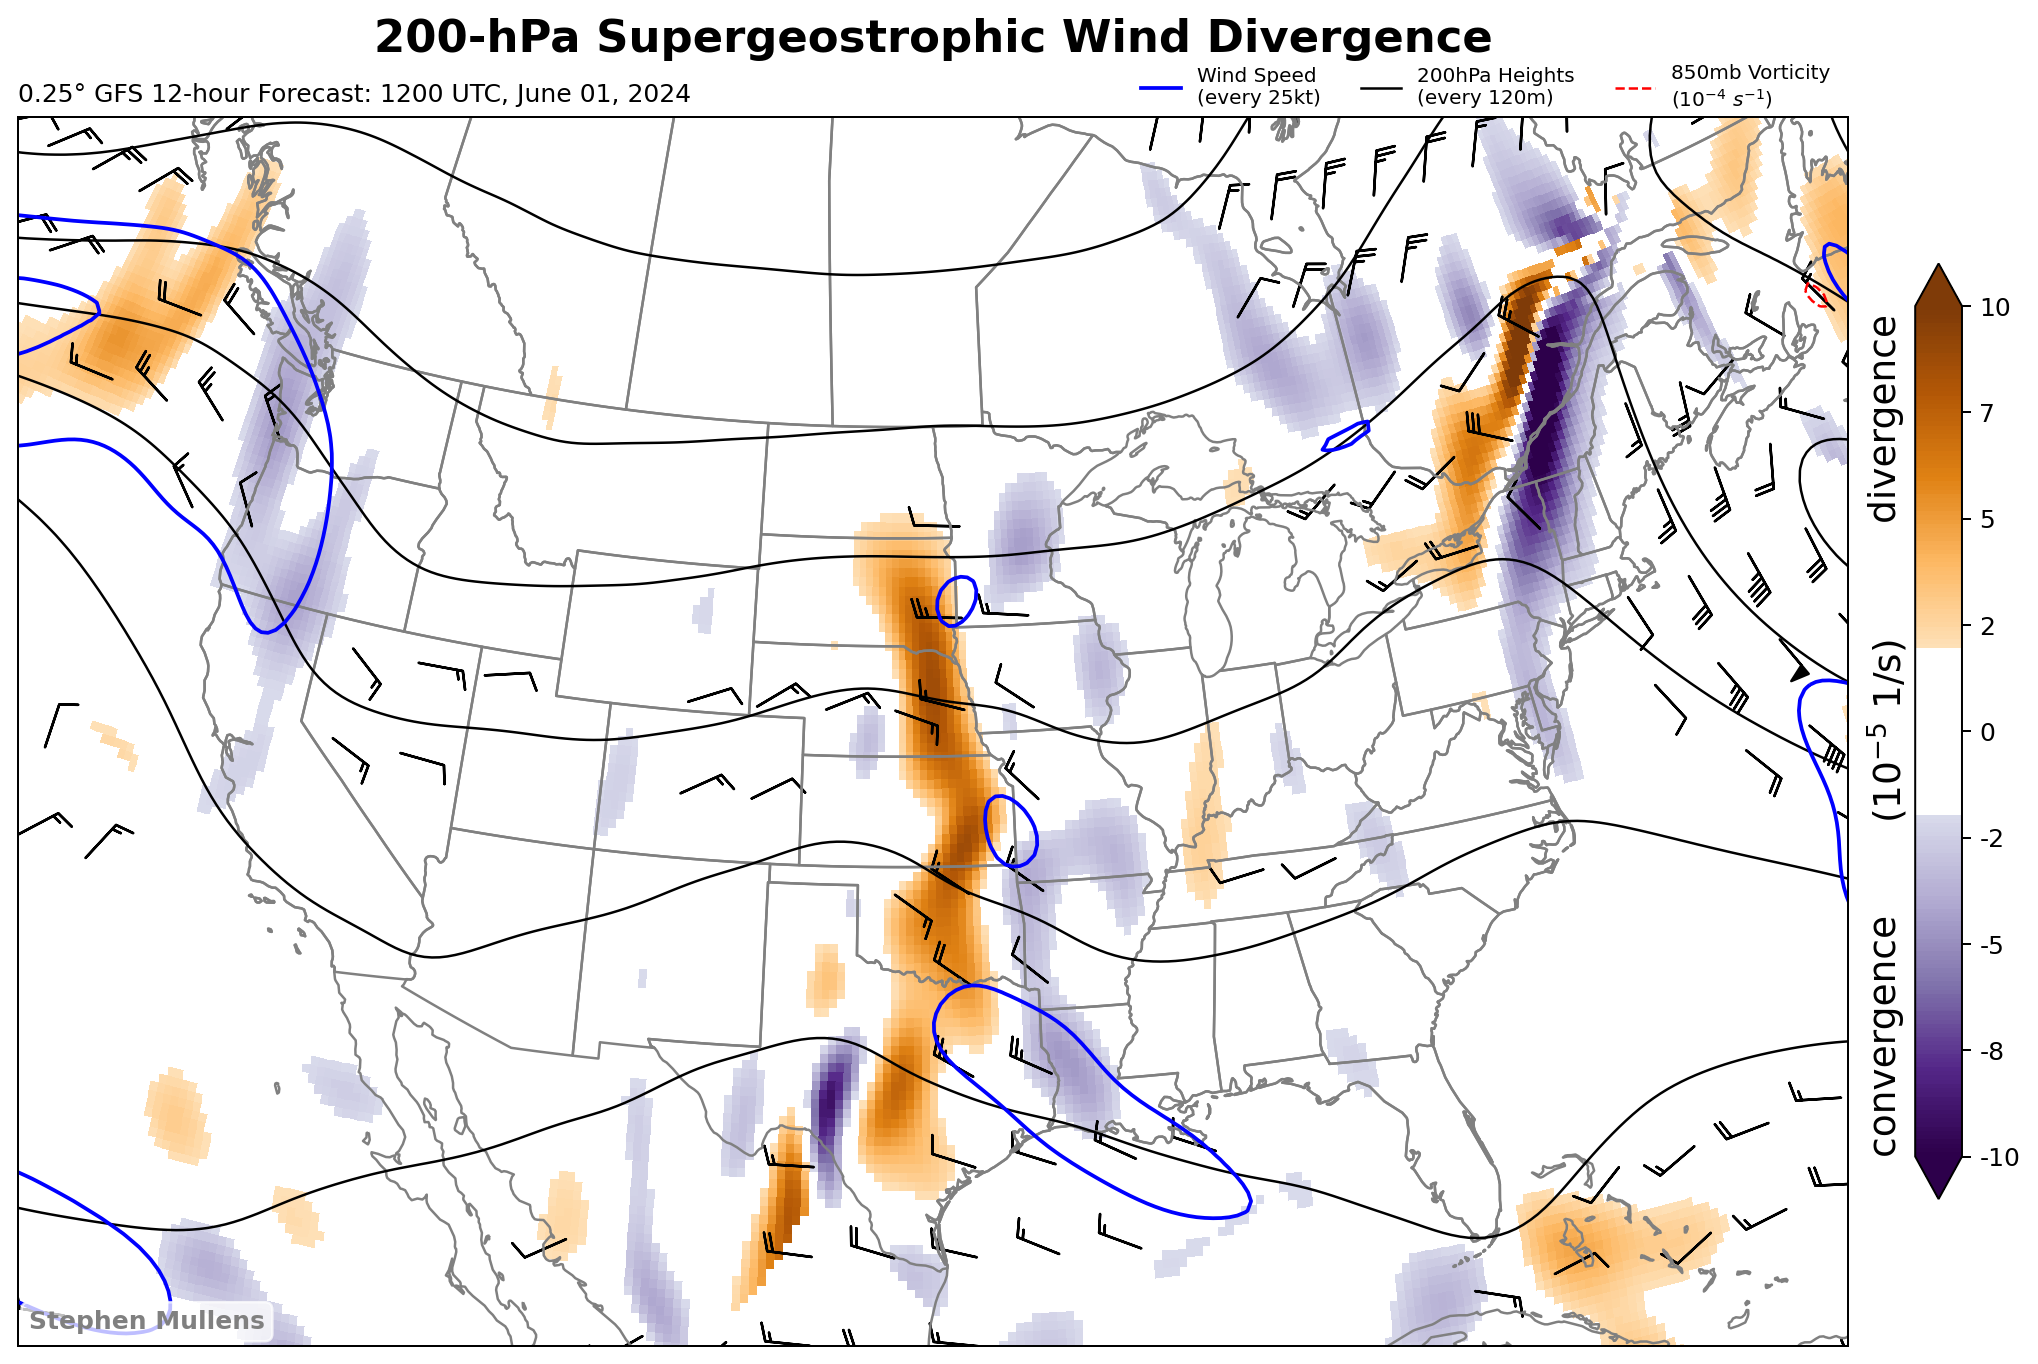 200-hPa Supergeostrophic Wind Divergence
0.25° GFS 12-hour Forecast: 1200 UTC, June 01, 2024
Wind Speed
(every 25kt)
200hPa Heights
(every 120m)
850mb Vorticity
(10⁻⁴ s⁻¹)
10
7
5
2
0
-2
-5
-8
-10
convergence (10⁻⁵ 1/s) divergence
Stephen Mullens